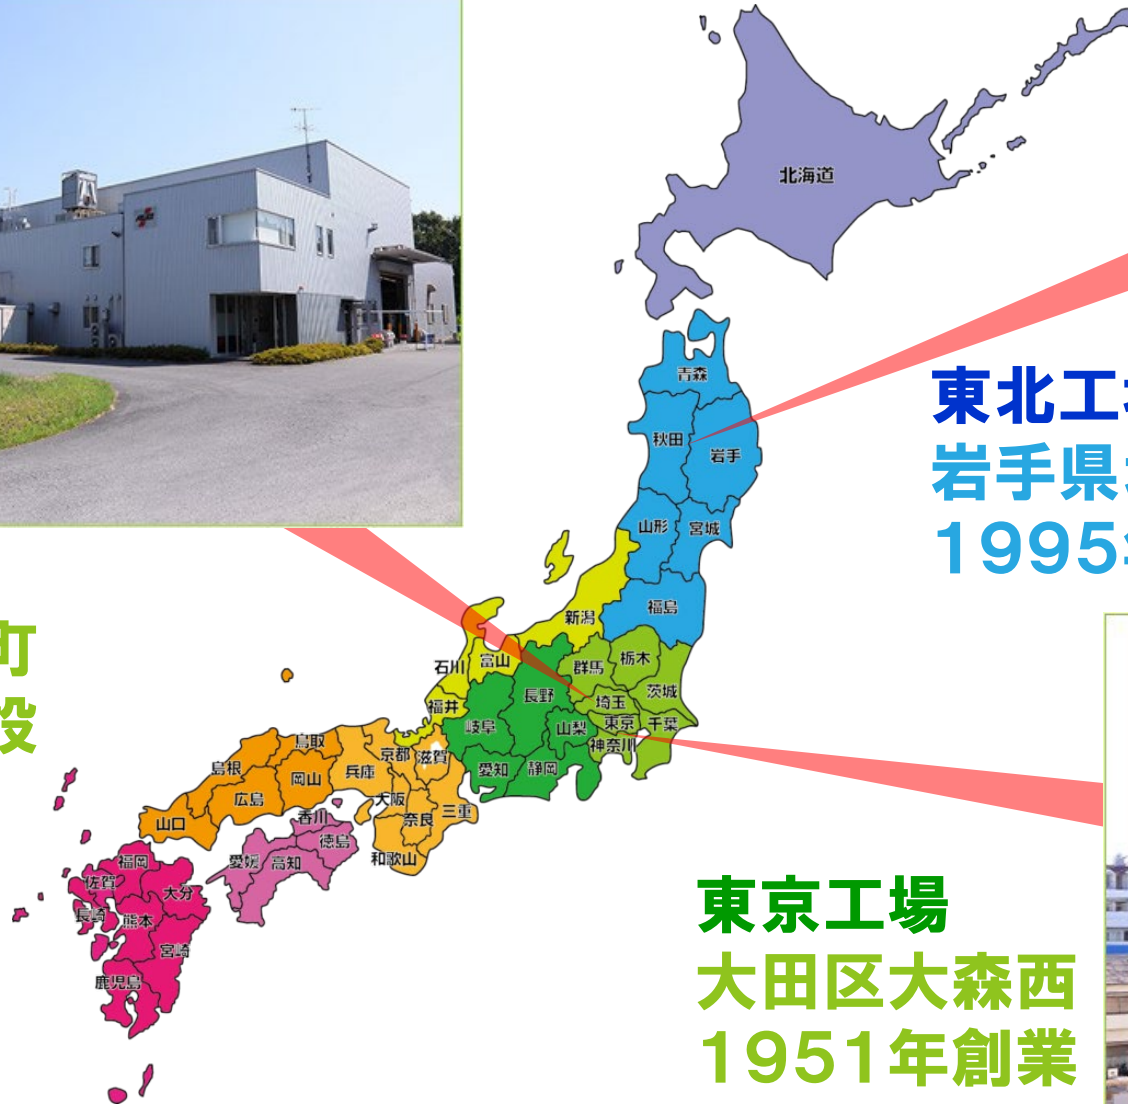 北海道
青森
秋田
岩手
山形
宮城
福島
新潟
石川
富山
福井
群馬
栃木
茨城
埼玉
東京
千葉
神奈川
長野
山梨
岐阜
愛知
静岡
鳥取
島根
岡山
広島
山口
兵庫
京都
滋賀
大阪
奈良
三重
和歌山
香川
徳島
愛媛
高知
福岡
佐賀
大分
長崎
熊本
宮崎
鹿児島
東北工
岩手県
1995
町
設
東京工場
大田区大森西
1951年創業